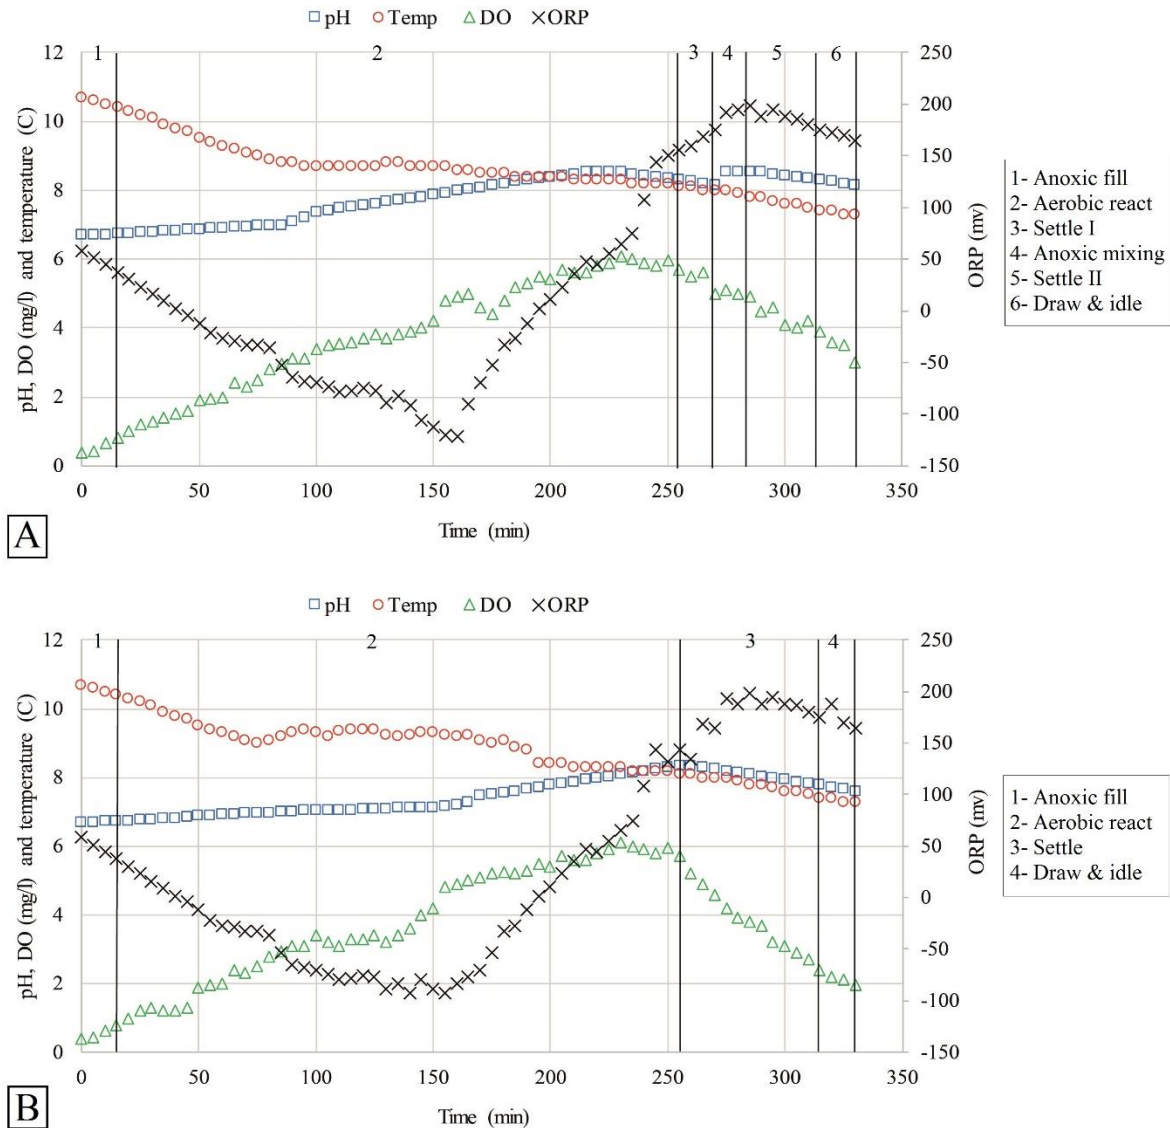 pH Temp DO ORP
1 2 3 4 5 6
12 10 8 6 4 2 0
pH, DO (mg/l) and temperature (C)
250 200 150 100 50 0 -50 -100 -150
ORP (mv)
0 50 100 150 200 250 300 350
Time (min)
1- Anoxic fill
2- Aerobic react
3- Settle I
4- Anoxic mixing
5- Settle II
6- Draw & idle
A
pH Temp DO ORP
1 2 3 4
12 10 8 6 4 2 0
pH, DO (mg/l) and temperature (C)
250 200 150 100 50 0 -50 -100 -150
ORP (mv)
0 50 100 150 200 250 300 350
Time (min)
1- Anoxic fill
2- Aerobic react
3- Settle
4- Draw & idle
B